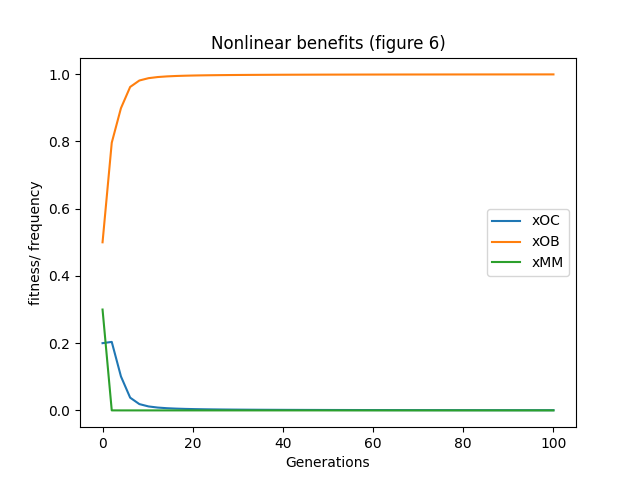 Nonlinear benefits (figure 6)
fitness/ frequency
1.0
0.8
0.6
0.4
0.2
0.0
xOC
xOB
xMM
0 20 40 60 80 100
Generations